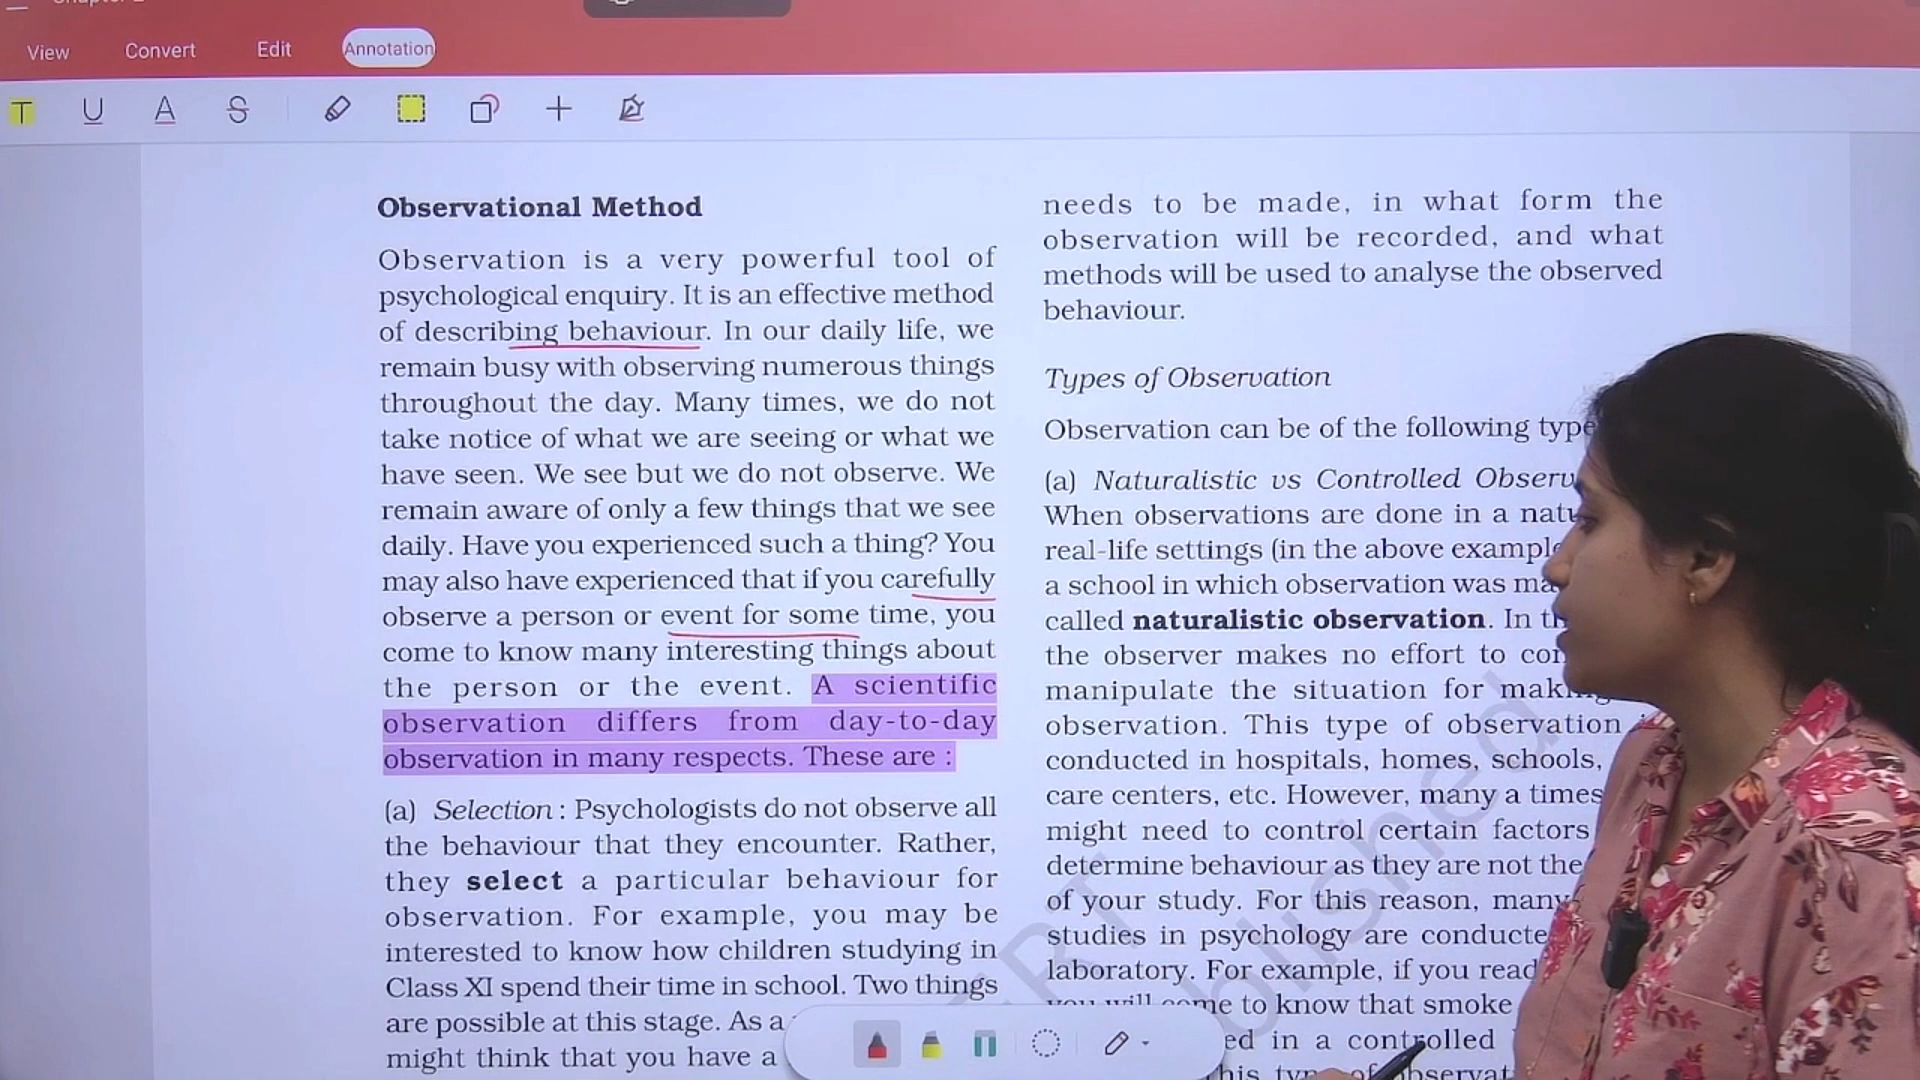 View Convert Edit Annotation
T U A S
Observational Method
Observation is a very powerful tool of
psychological enquiry. It is an effective method
of describing behaviour. In our daily life, we
remain busy with observing numerous things
throughout the day. Many times, we do not
take notice of what we are seeing or what we
have seen. We see but we do not observe. We
remain aware of only a few things that we see
daily. Have you experienced such a thing? You
may also have experienced that if you carefully
observe a person or event for some time, you
come to know many interesting things about
the person or the event. A scientific
observation differs from day-to-day
observation in many respects. These are :
(a) Selection : Psychologists do not observe all
the behaviour that they encounter. Rather,
they select a particular behaviour for
observation. For example, you may be
interested to know how children studying in
Class XI spend their time in school. Two things
are possible at this stage. As a
might think that you have a
needs to be made, in what form the
observation will be recorded, and what
methods will be used to analyse the observed
behaviour.
Types of Observation
Observation can be of the following type
(a) Naturalistic vs Controlled Observ
When observations are done in a natu
real-life settings (in the above example
a school in which observation was ma
called naturalistic observation. In th
the observer makes no effort to con
manipulate the situation for making
observation. This type of observation
conducted in hospitals, homes, schools,
care centers, etc. However, many a times
might need to control certain factors
determine behaviour as they are not the
of your study. For this reason, many
studies in psychology are conducte
laboratory. For example, if you read
you will come to know that smoke
ed in a controlled
his type of observat